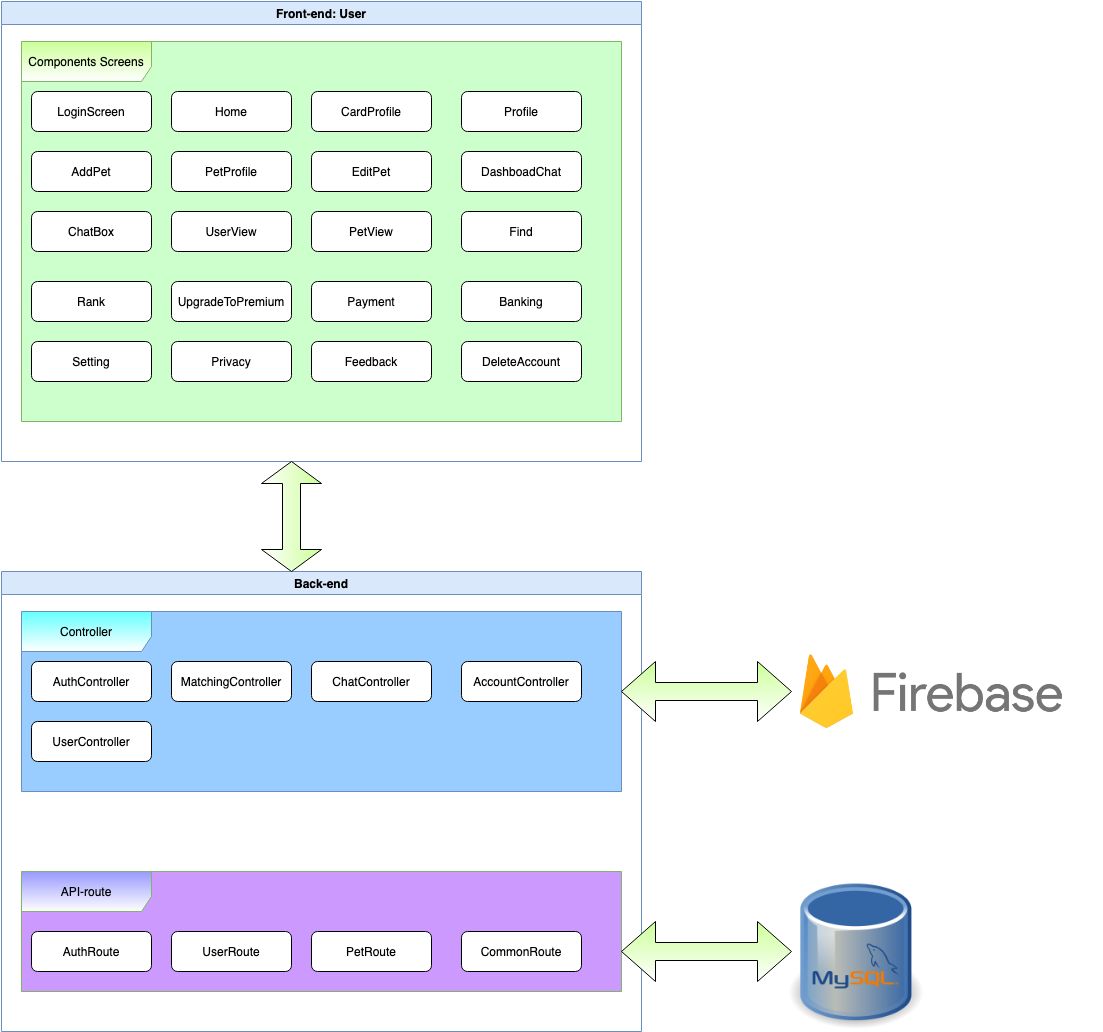 Front-end: User
Components Screens
LoginScreen
Home
CardProfile
Profile
AddPet
PetProfile
EditPet
DashboadChat
ChatBox
UserView
PetView
Find
Rank
UpgradeToPremium
Payment
Banking
Setting
Privacy
Feedback
DeleteAccount
Back-end
Controller
AuthController
MatchingController
ChatController
AccountController
UserController
Firebase
API-route
AuthRoute
UserRoute
PetRoute
CommonRoute
MySQL